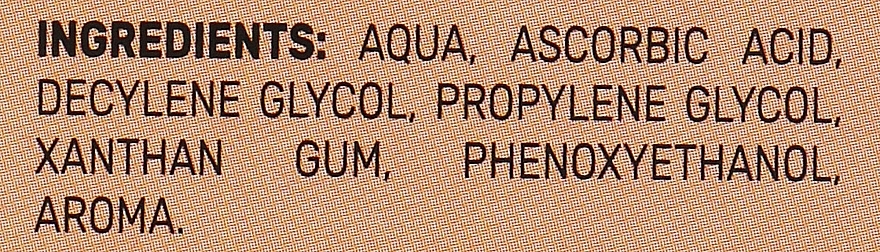 INGREDIENTS: AQUA, ASCORBIC ACID,
DECYLENE GLYCOL, PROPYLENE GLYCOL,
XANTHAN GUM, PHENOXYETHANOL,
AROMA.